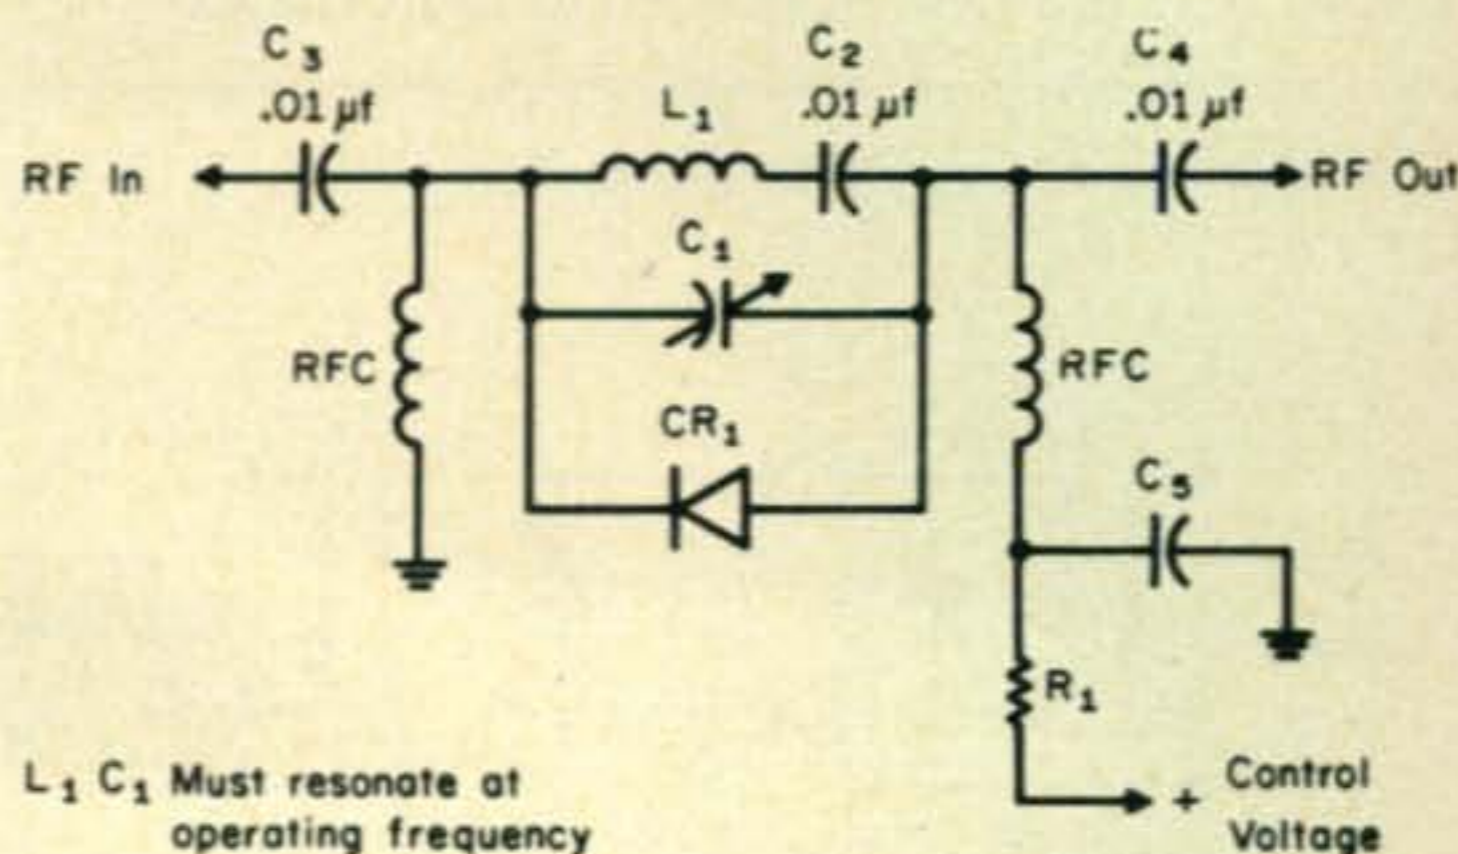 C3
.01 µf
L1
C2
.01 µf
C4
.01 µf
RF In
RF Out
C1
RFC
RFC
CR1
C5
R1
L1 C1 Must resonate at
operating frequency
+ Control
Voltage